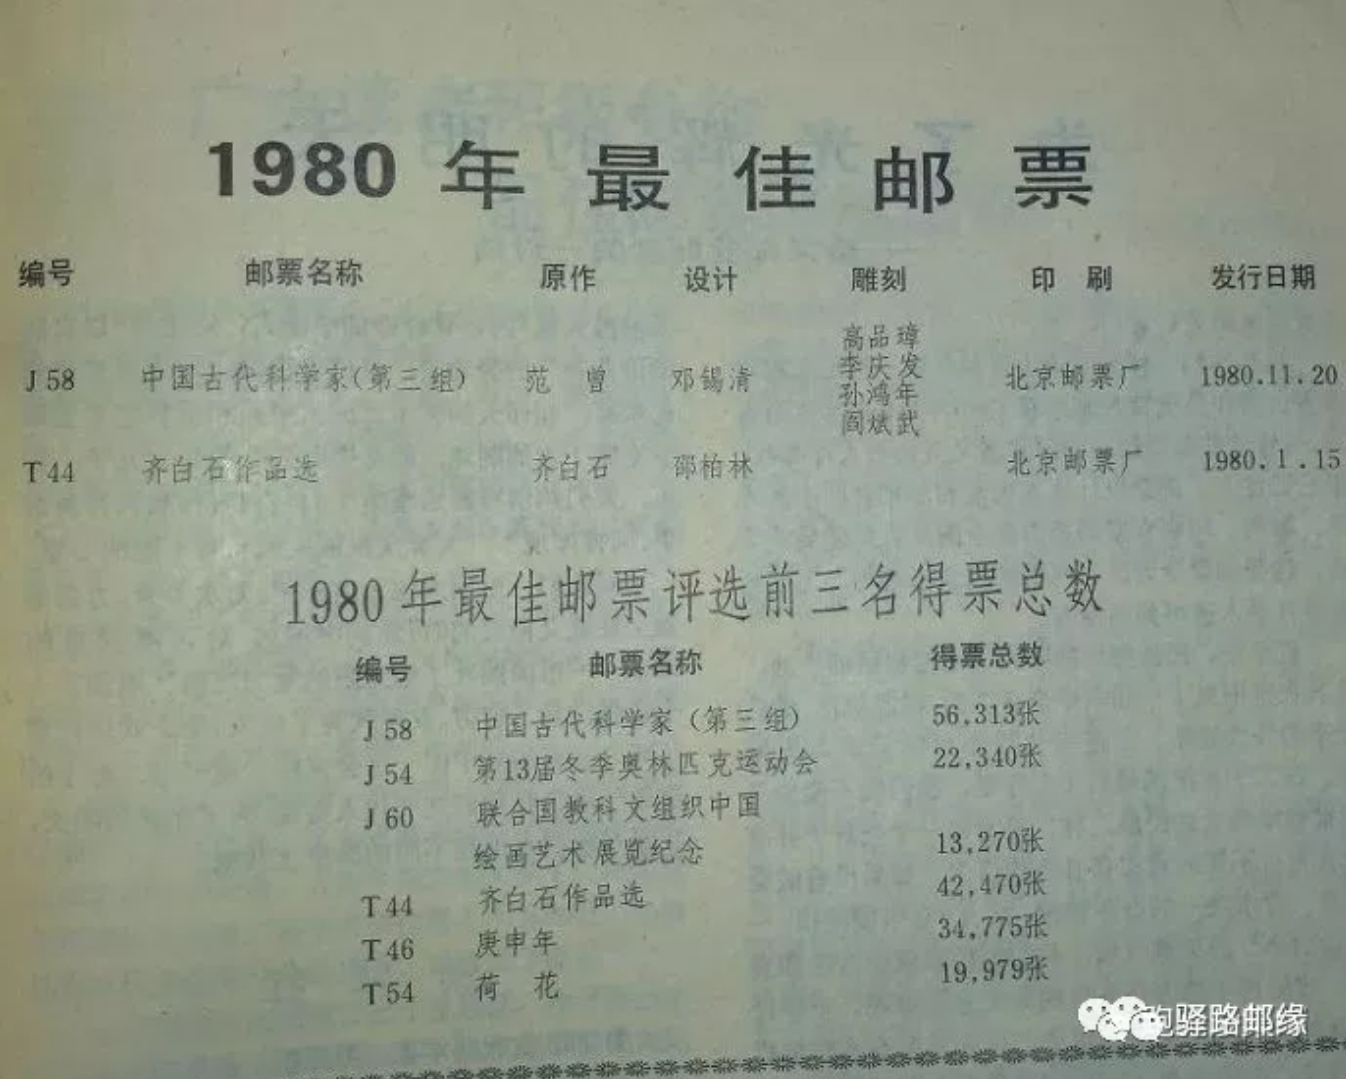 1980年最佳邮票
编号 邮票名称 原作 设计 雕刻 印刷 发行日期
J58 中国古代科学家(第三组) 范曾 邓锡清 高品璋 北京邮票厂 1980.11.20
李庆发
孙鸿年
阎斌武
T44 齐白石作品选 齐白石 邵柏林 北京邮票厂 1980.1.15
1980年最佳邮票评选前三名得票总数
编号 邮票名称 得票总数
J58 中国古代科学家(第三组) 56,313张
J54 第13届冬季奥林匹克运动会 22,340张
J60 联合国教科文组织中国
绘画艺术展览纪念 13,270张
T44 齐白石作品选 42,470张
T46 庚申年 34,775张
T54 荷花 19,979张
驿路邮缘